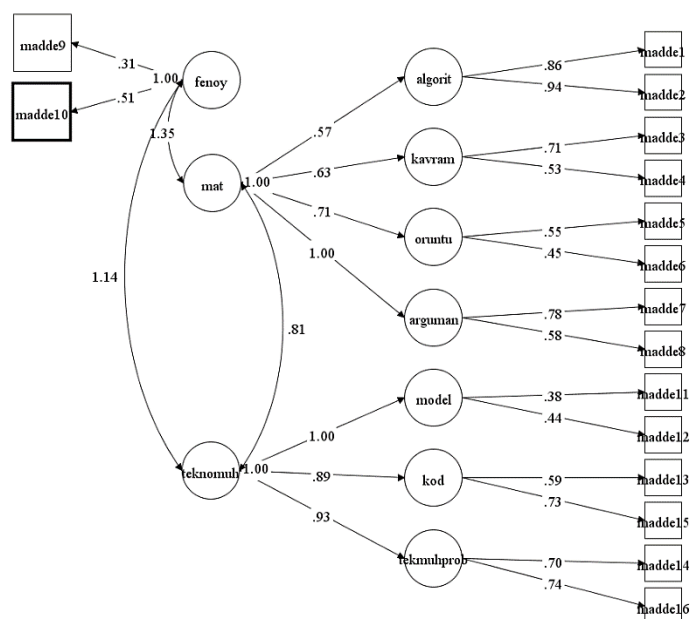 madde9
.31
1.00
fenoy
madde10
.51
1.35
mat
1.00
1.14
.81
teknomuh
1.00
.57
.63
.71
1.00
1.00
.89
.93
algorit
kavram
oruntu
arguman
model
kod
tekmuhprob
.86
madde1
.94
madde2
.71
madde3
.53
madde4
.55
madde5
.45
madde6
.78
madde7
.58
madde8
.38
madde11
.44
madde12
.59
madde13
.73
madde15
.70
madde14
.74
madde16